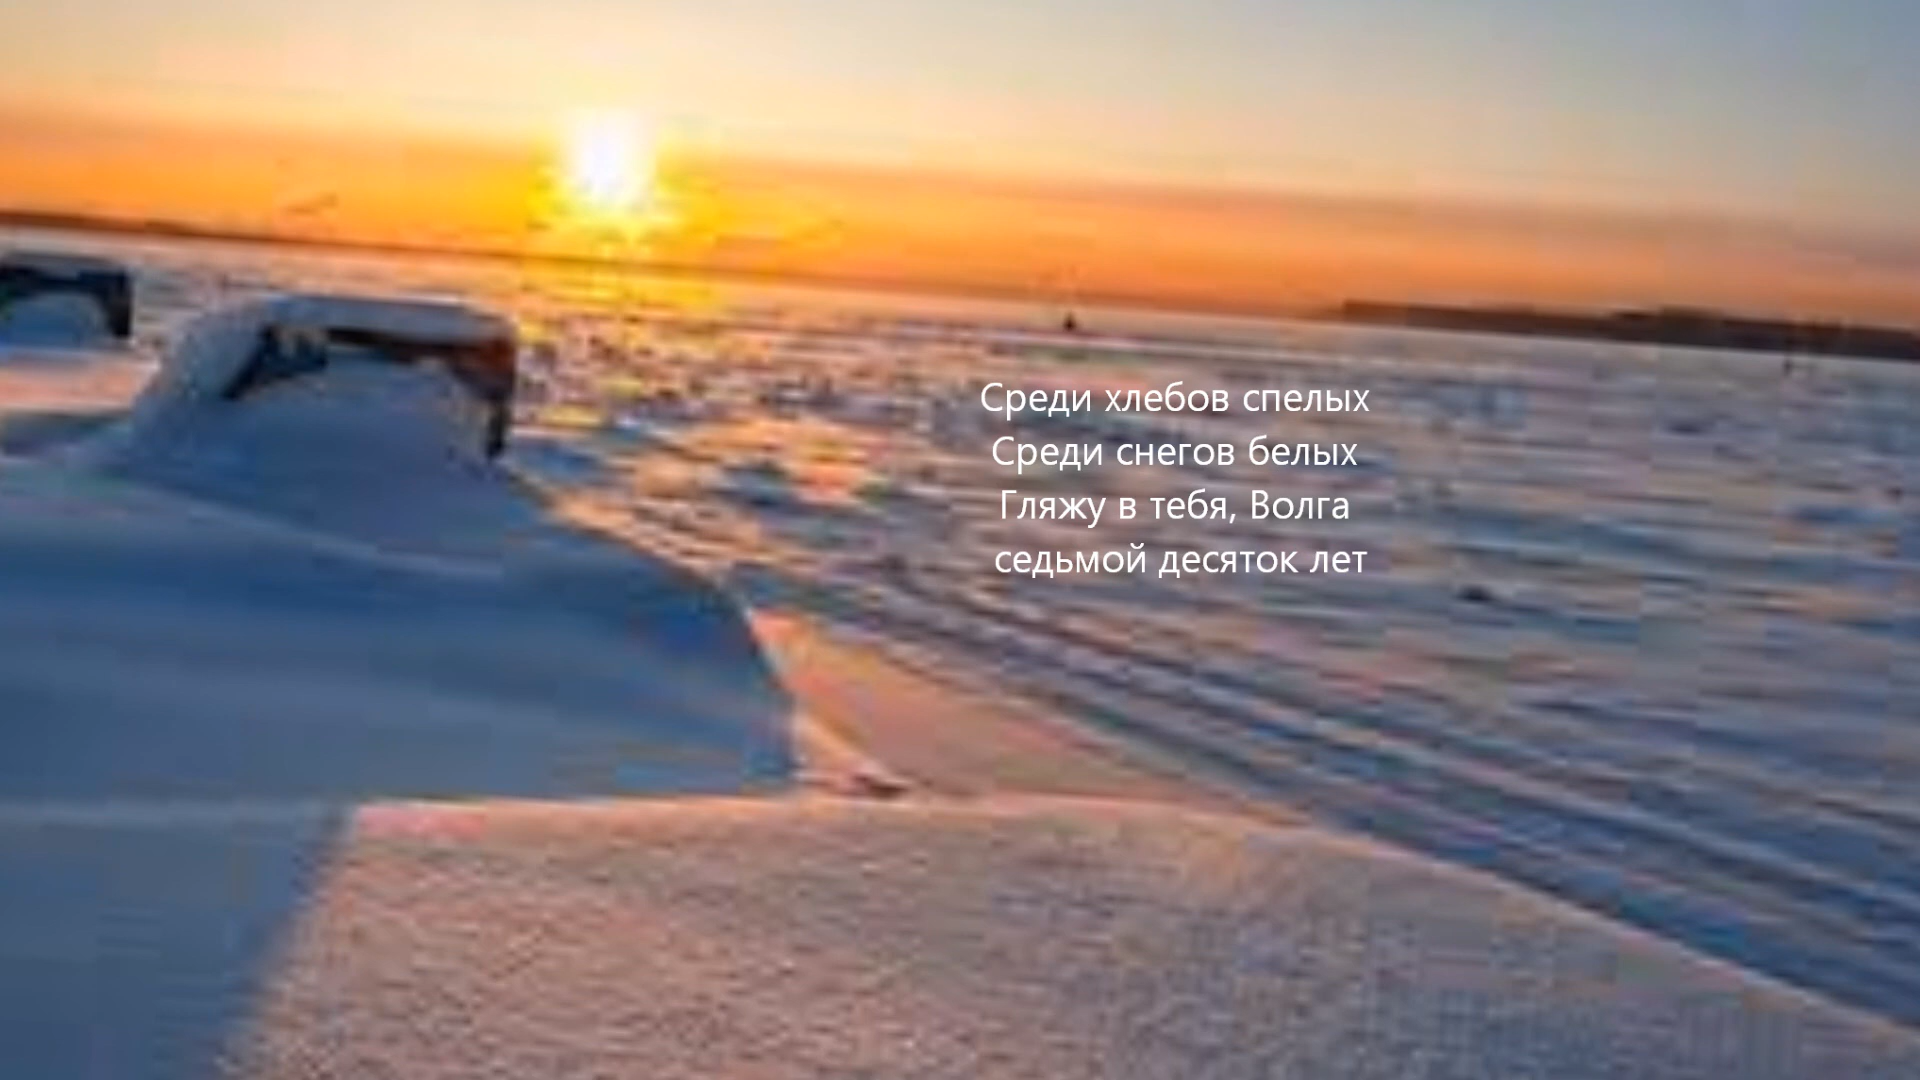 Среди хлебов спелых
Среди снегов белых
Гляжу в тебя, Волга
седьмой десяток лет